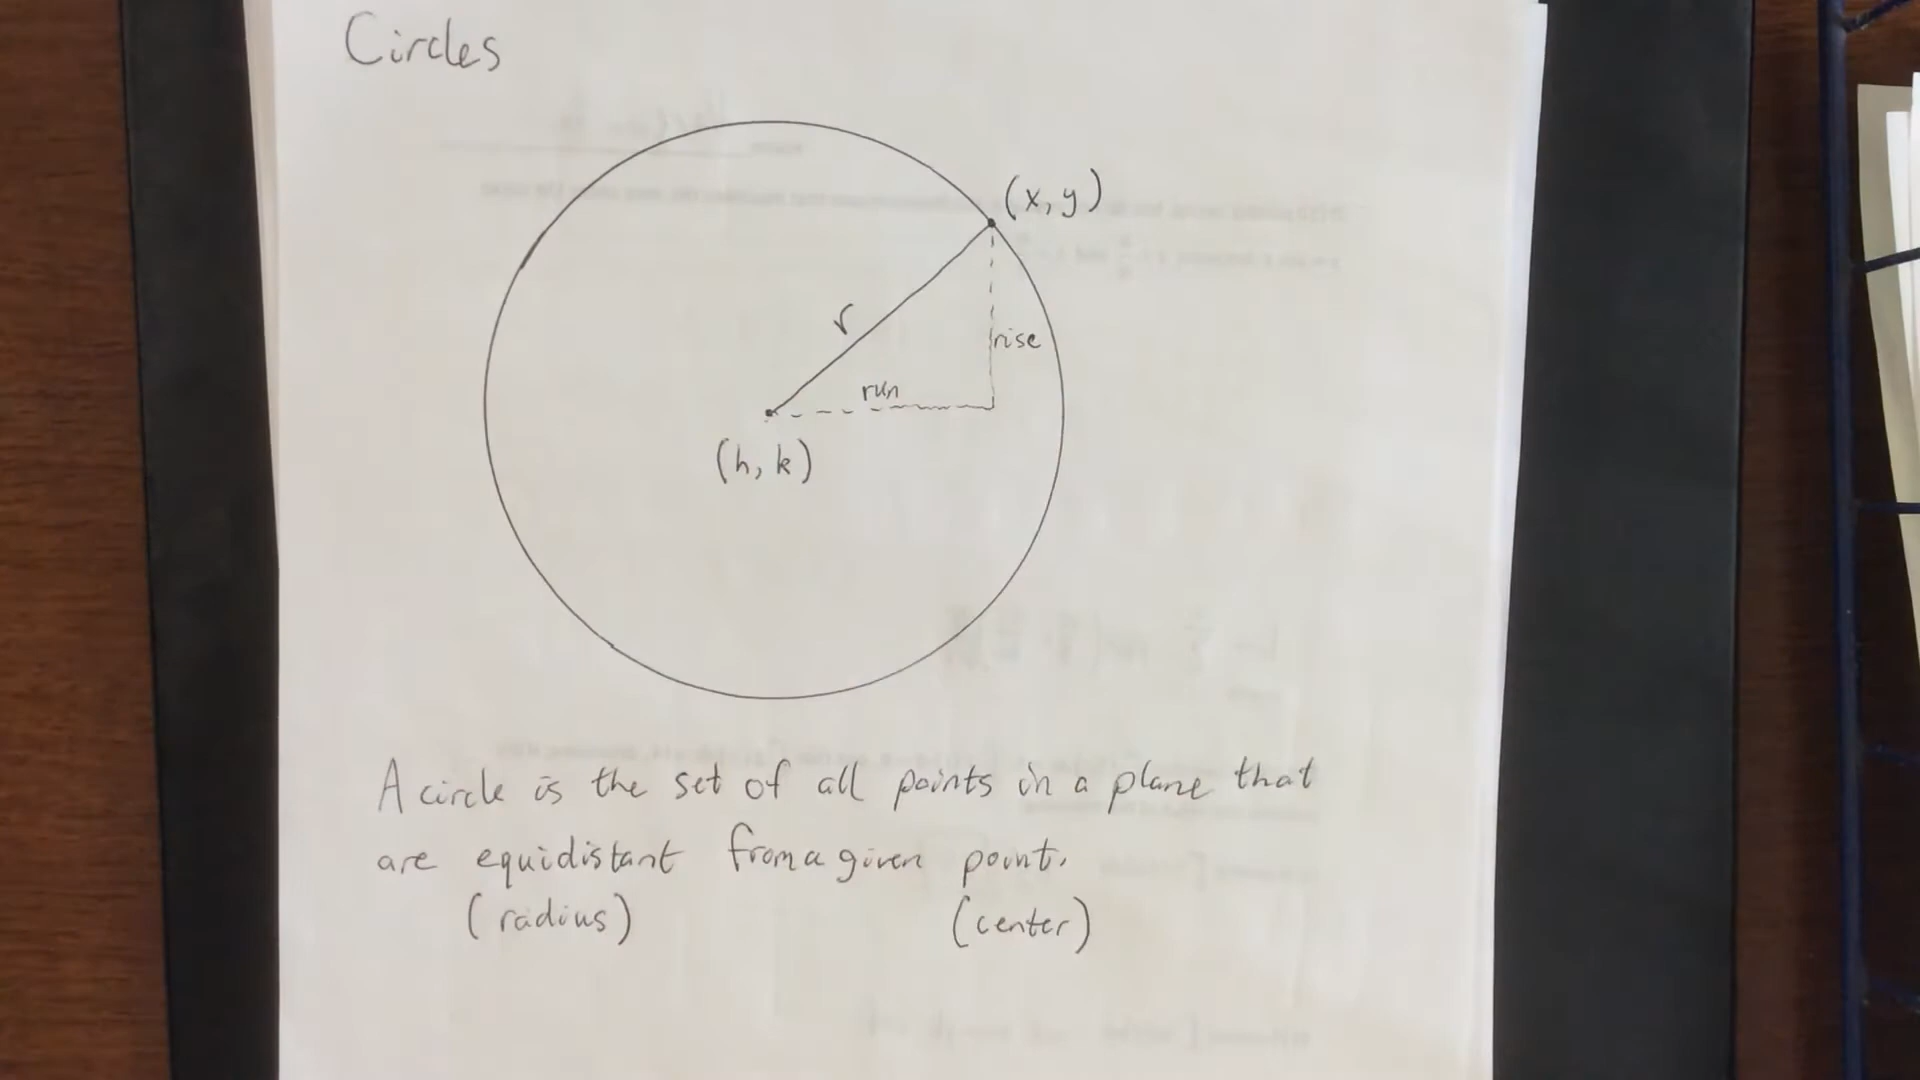 Circles
(x, y)
r
rise
run
(h, k)
A circle is the set of all points in a plane that
are equidistant from a given point.
(radius) (center)